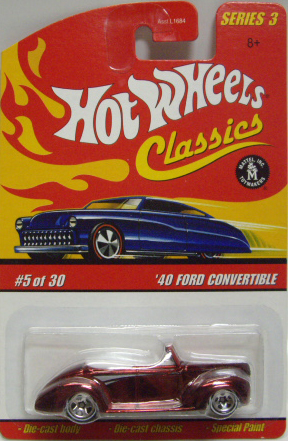 Asst L1684
SERIES 3
8+
HOT WHEELS
Classics
MATTEL, INC.
M
TOYMAKERS
#5 of 30
'40 FORD CONVERTIBLE
- Die-cast body - Die-cast chassis - Special Paint